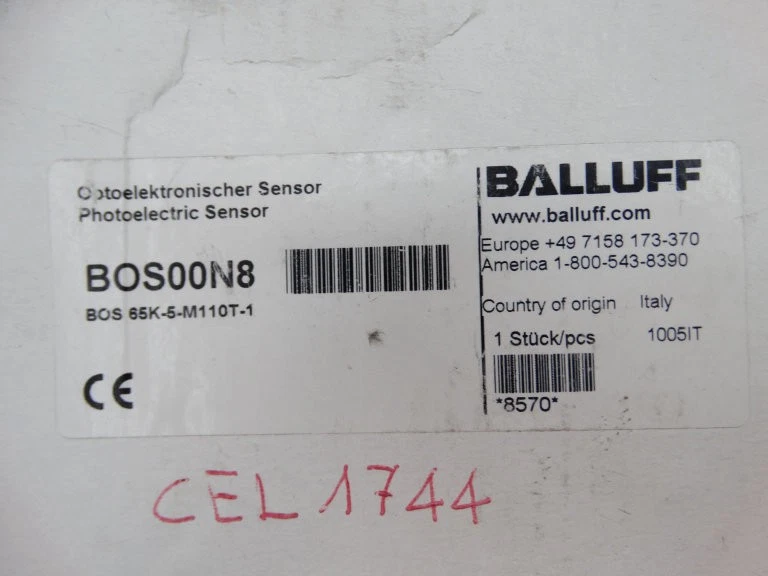 Optoelektronischer Sensor
Photoelectric Sensor
BOS00N8
BOS 65K-5-M110T-1
CE
BALLUFF
www.balluff.com
Europe +49 7158 173-370
America 1-800-543-8390
Country of origin Italy
1 Stück/pcs 1005IT
*8570*
CEL 1744